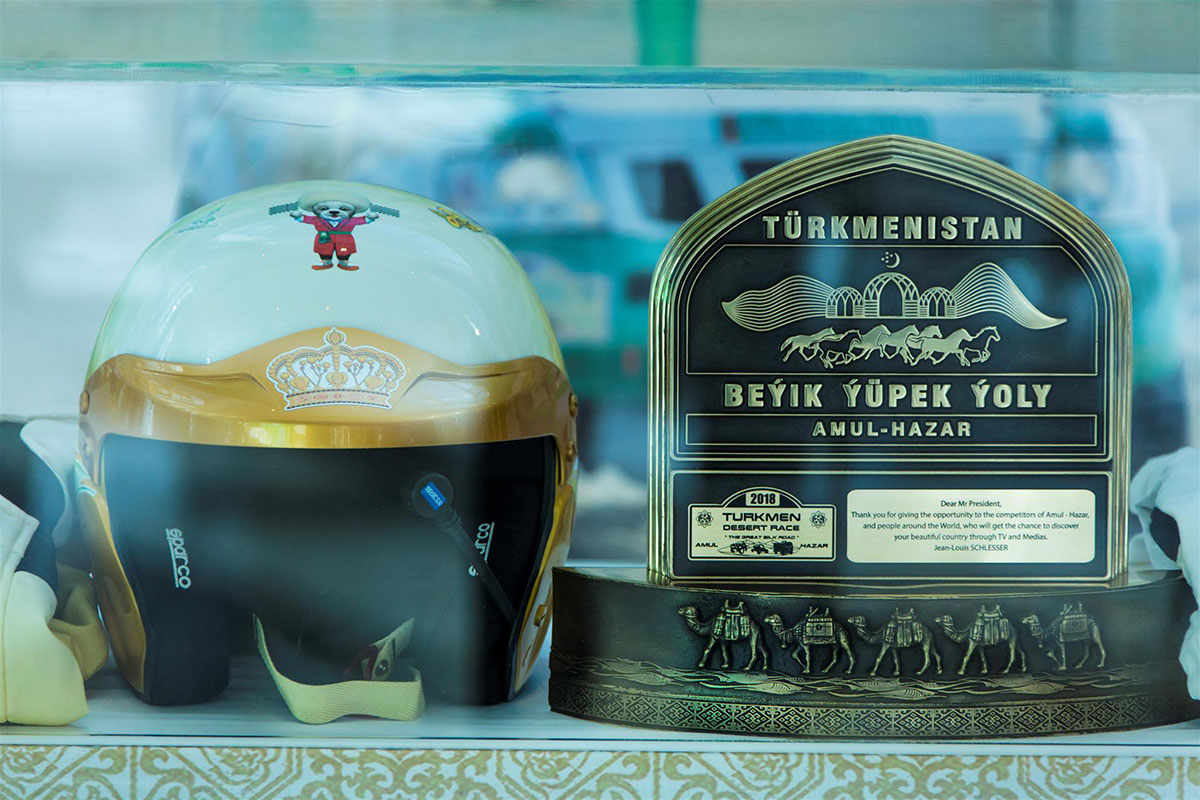 TÜRKMENISTAN
BEÝIK ÝÜPEK ÝOLY
AMUL-HAZAR
2018
TURKMEN
DESERT RACE
"THE GREAT SILK ROAD"
AMUL HAZAR
Dear Mr President,
Thank you for giving the opportunity to the competitors of Amul - Hazar,
and people around the World, who will get the chance to discover
your beautiful country through TV and Medias.
Jean-Louis SCHLESSER
sparco
sparco